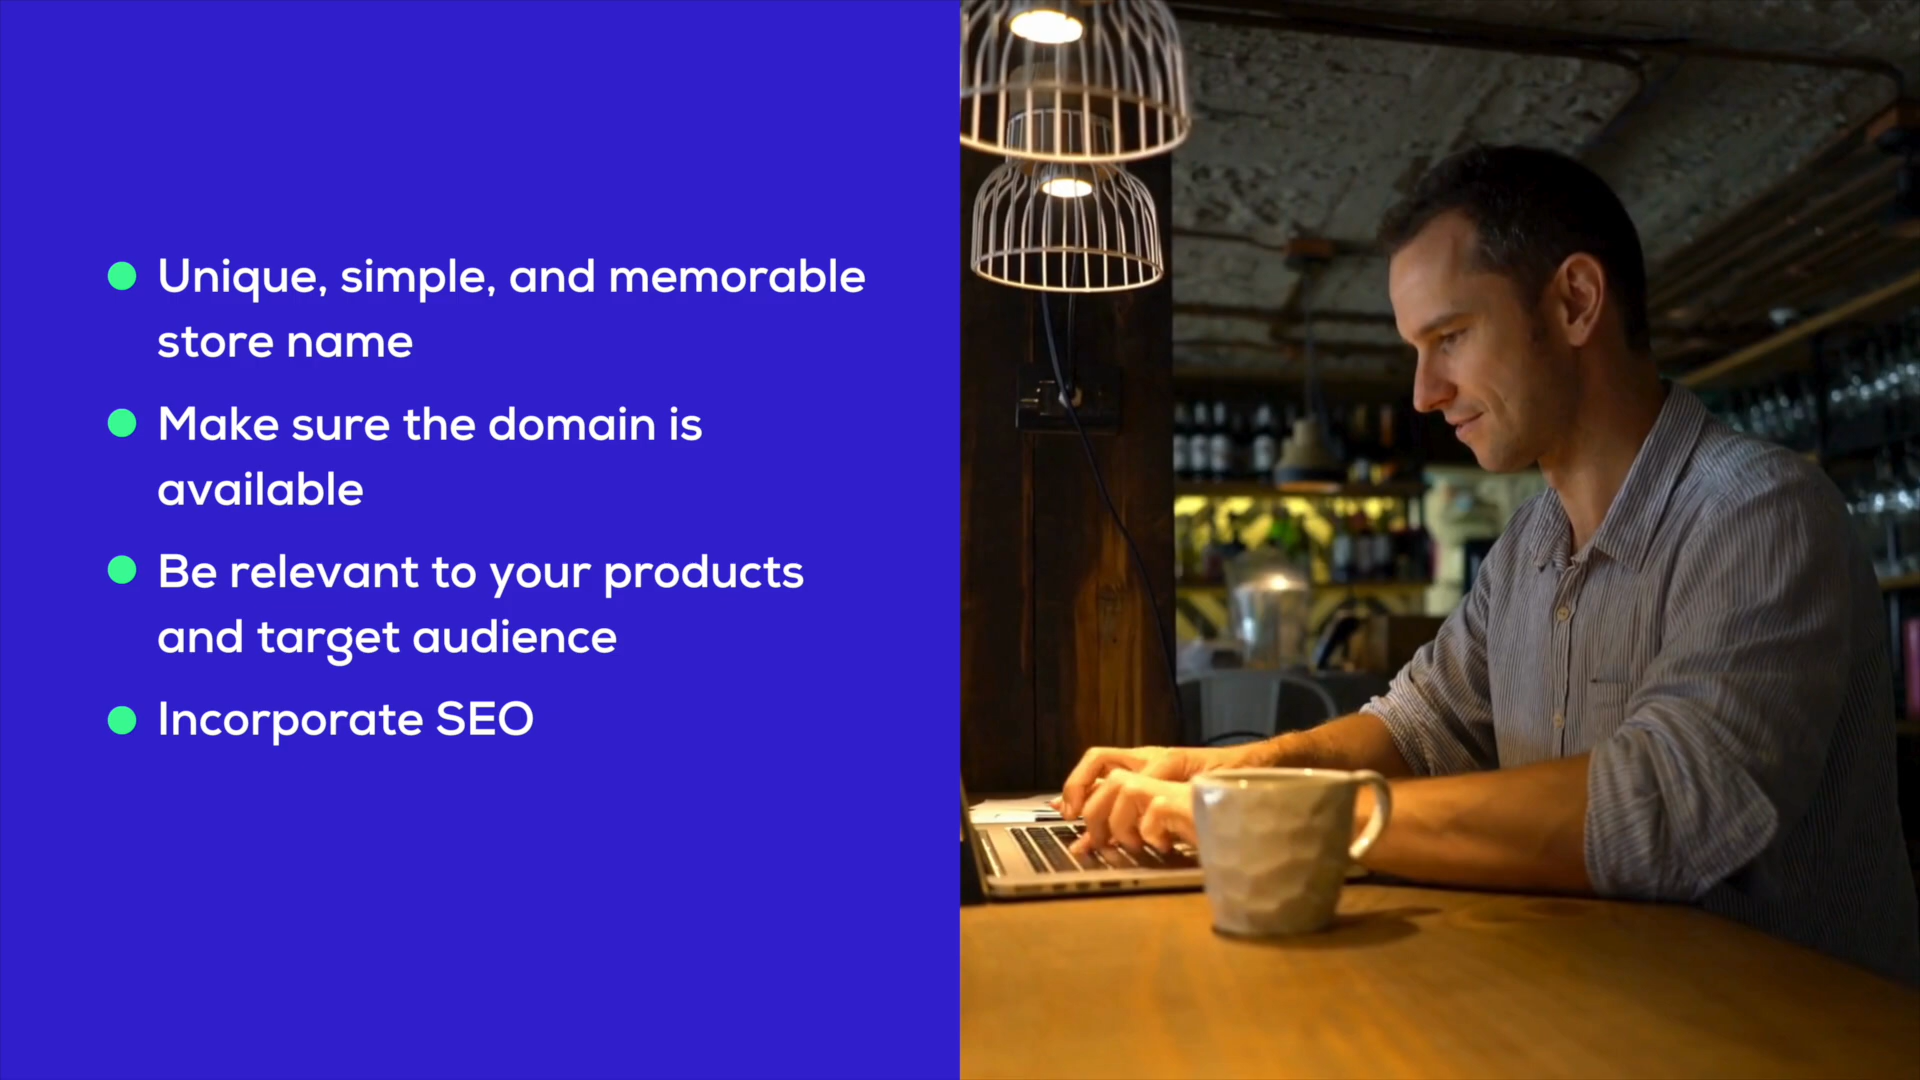 Unique, simple, and memorable
store name
Make sure the domain is
available
Be relevant to your products
and target audience
Incorporate SEO